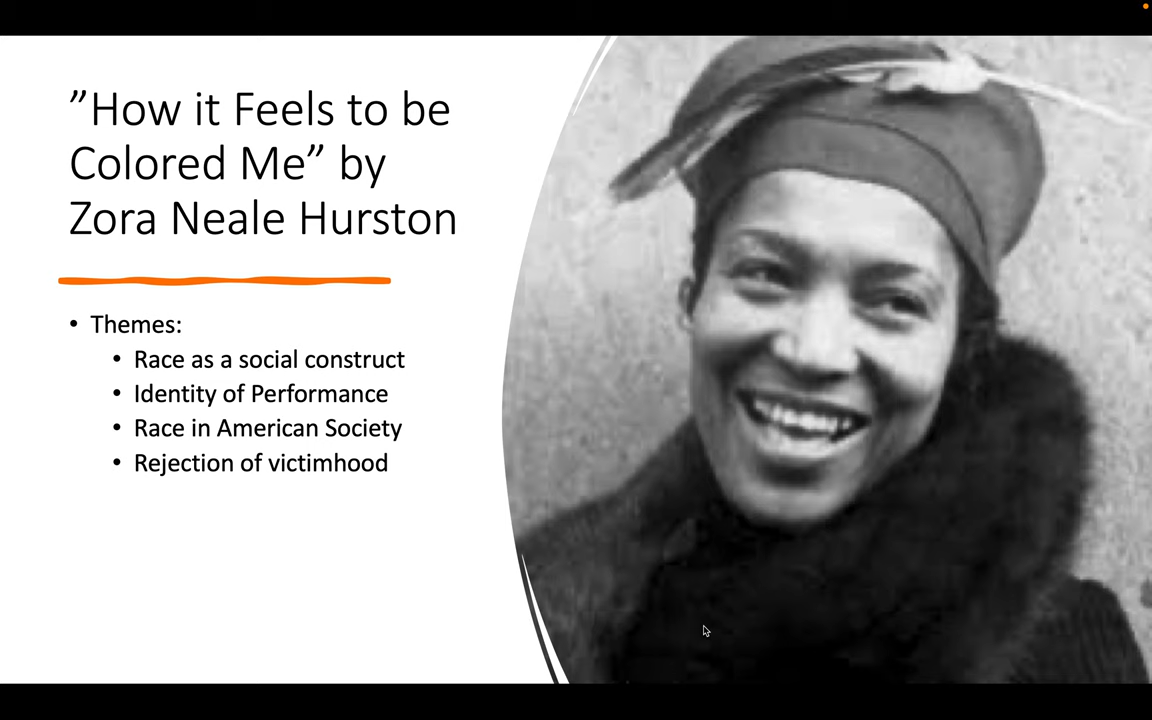 ”How it Feels to be
Colored Me” by
Zora Neale Hurston
• Themes:
• Race as a social construct
• Identity of Performance
• Race in American Society
• Rejection of victimhood